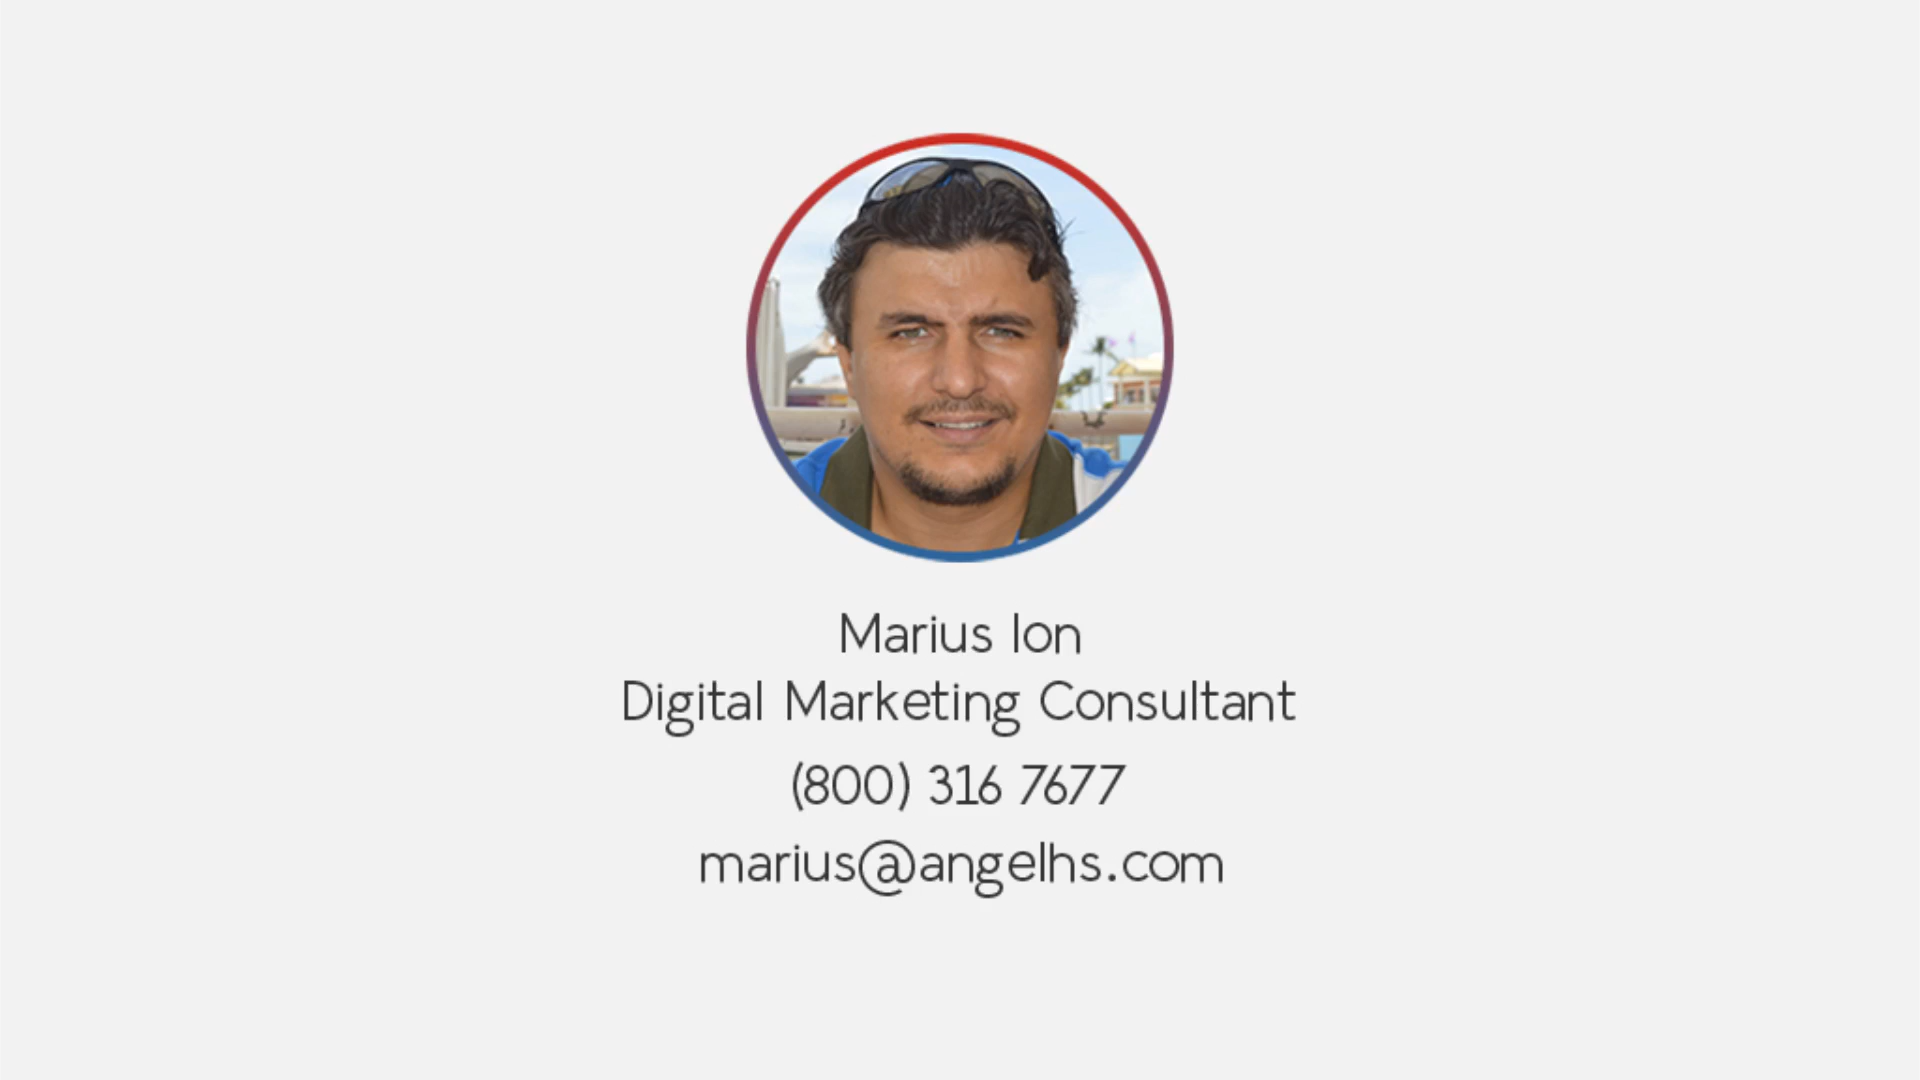 Marius Ion
Digital Marketing Consultant
(800) 316 7677
marius@angelhs.com